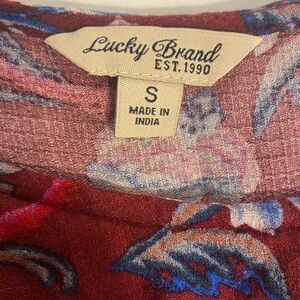 Lucky Brand
EST. 1990
S
MADE IN
INDIA